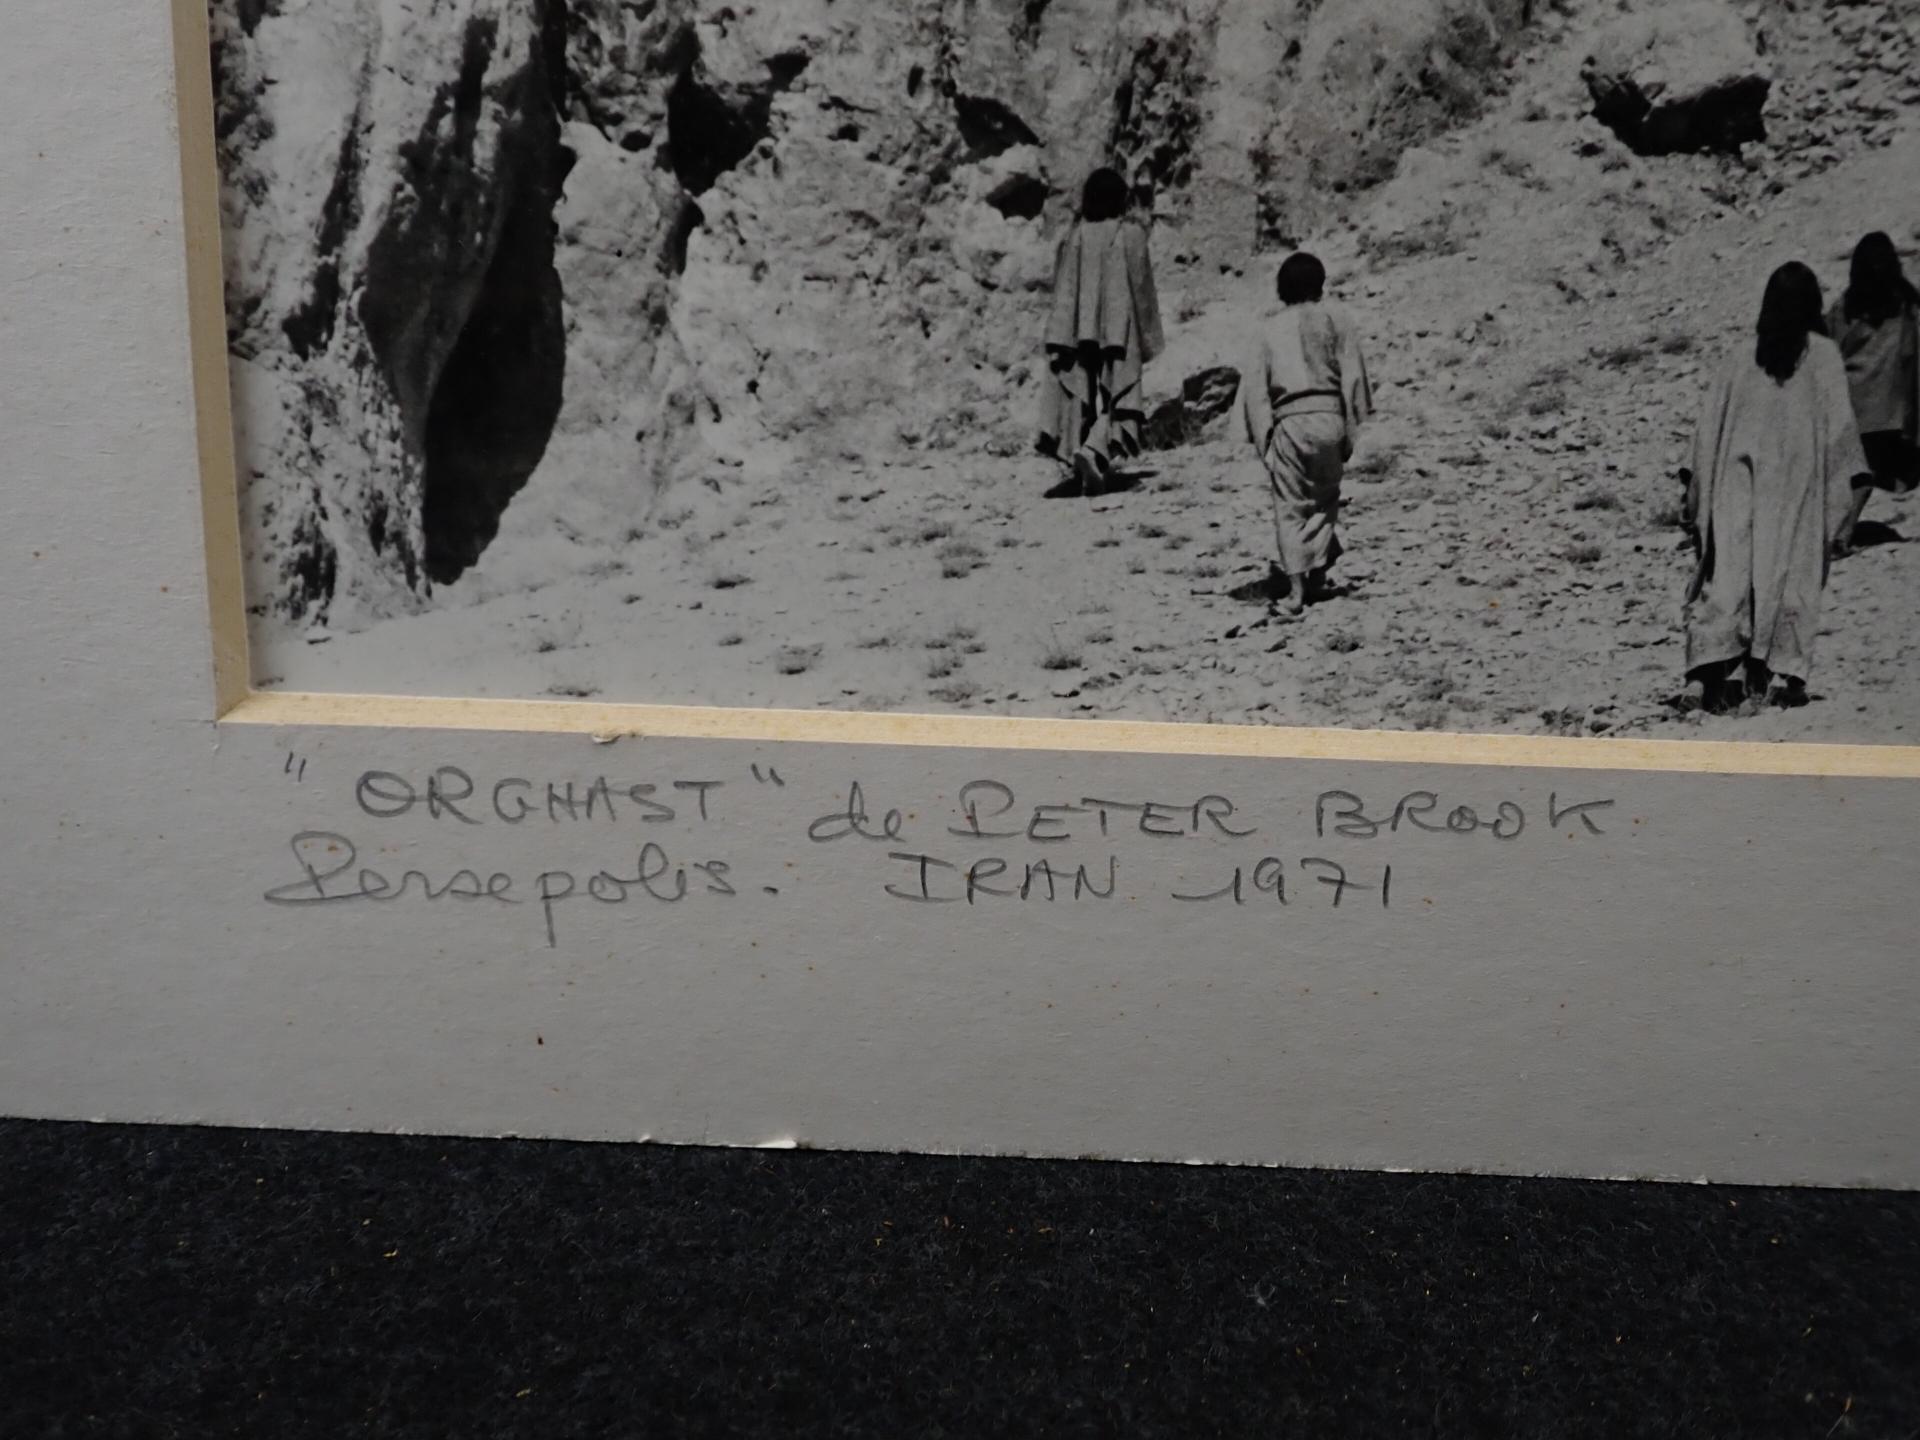 "ORGHAST" de PETER BROOK
Persepolis. IRAN 1971